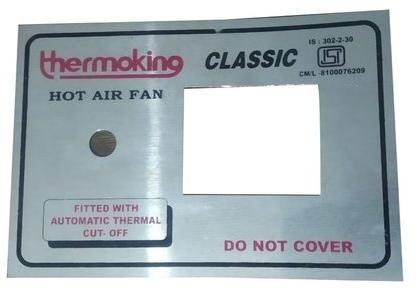 thermoking
CLASSIC
IS : 302-2-30
ISI
CM/L -8100076209
HOT AIR FAN
FITTED WITH
AUTOMATIC THERMAL
CUT- OFF
DO NOT COVER